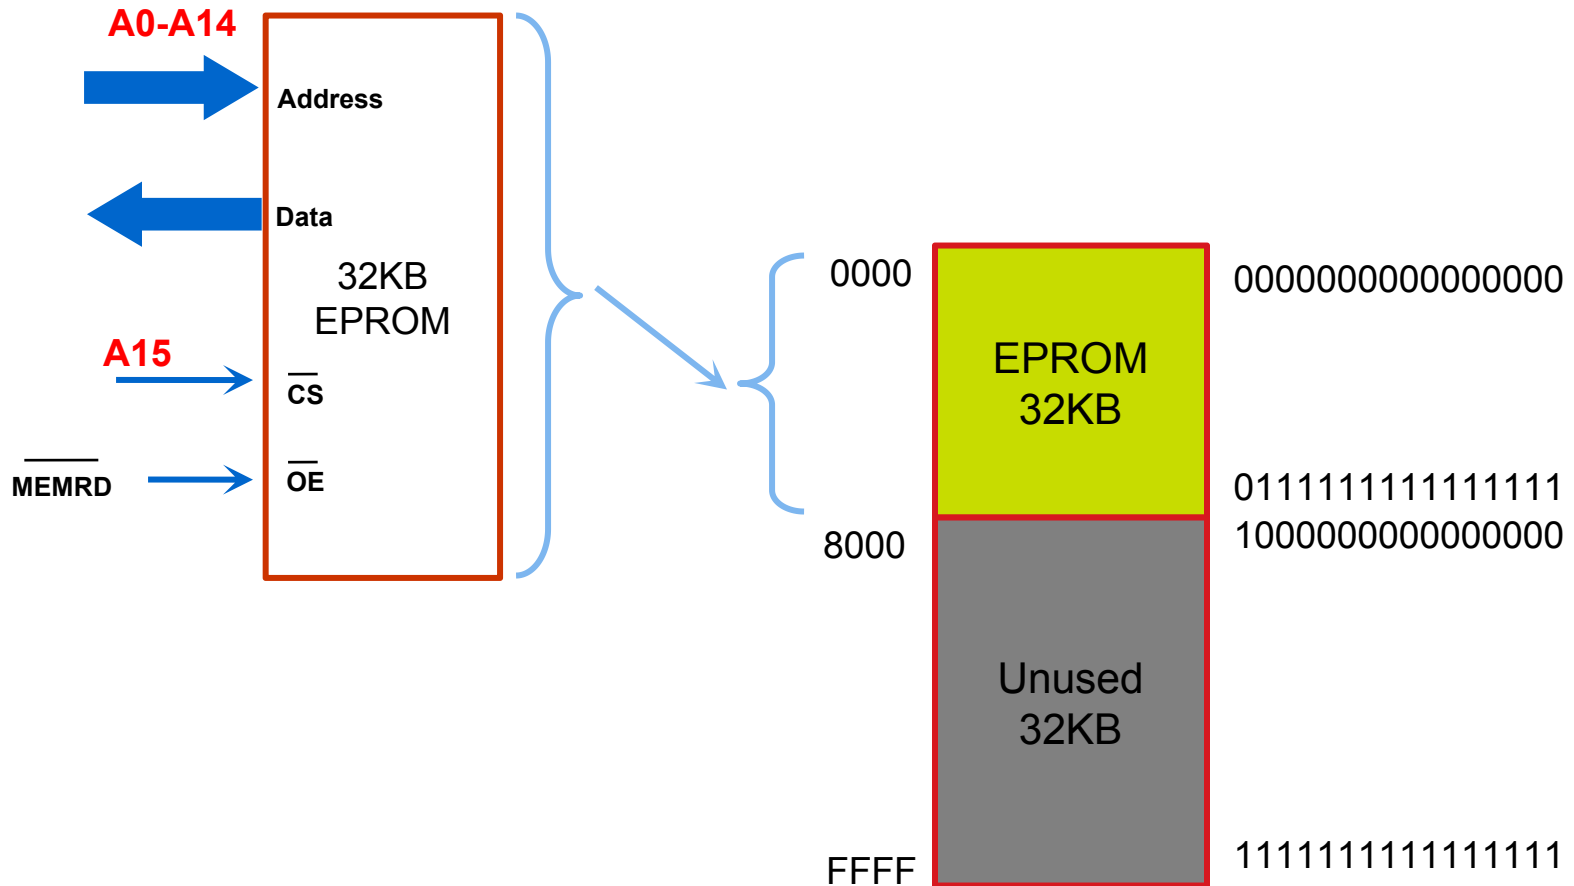 A0-A14
Address
Data
32KB
EPROM
A15
CS
MEMRD
OE
0000
0000000000000000
EPROM
32KB
0111111111111111
8000
1000000000000000
Unused
32KB
FFFF
1111111111111111